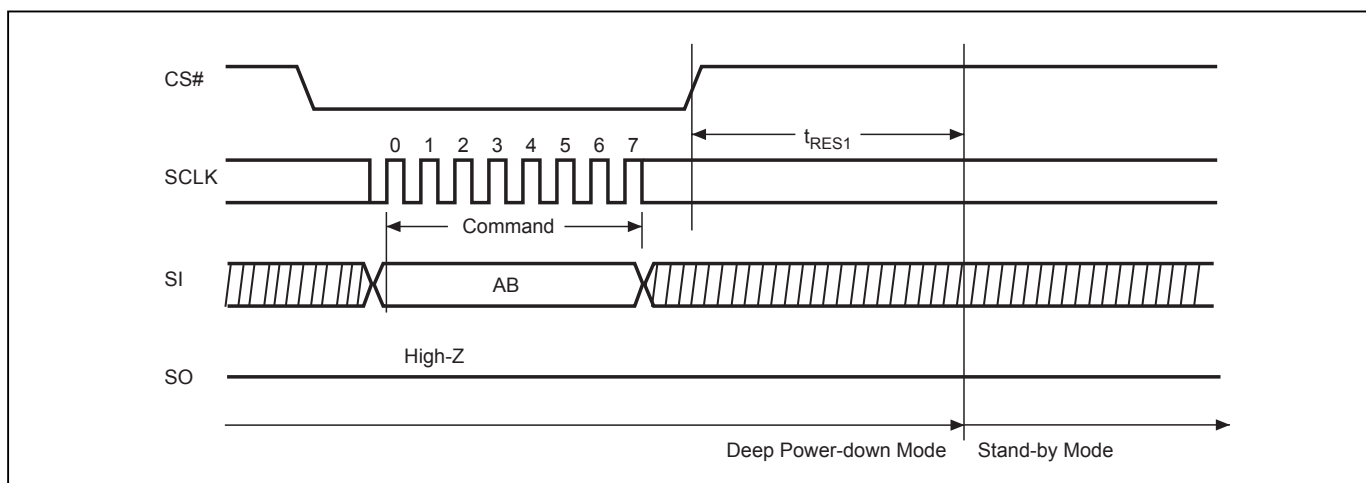 CS#
tRES1
0 1 2 3 4 5 6 7
SCLK
Command
SI
AB
High-Z
SO
Deep Power-down Mode Stand-by Mode